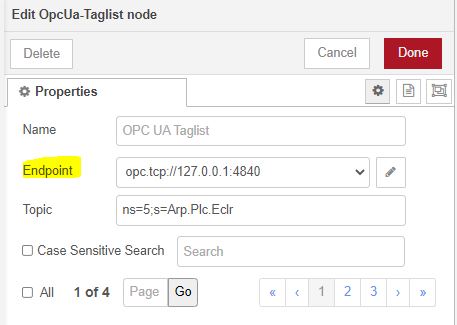 Edit OpcUa-Taglist node
Delete Cancel Done
Properties
Name OPC UA Taglist
Endpoint opc.tcp://127.0.0.1:4840
Topic ns=5;s=Arp.Plc.Eclr
Case Sensitive Search Search
All 1 of 4 Page Go « ‹ 1 2 3 › »